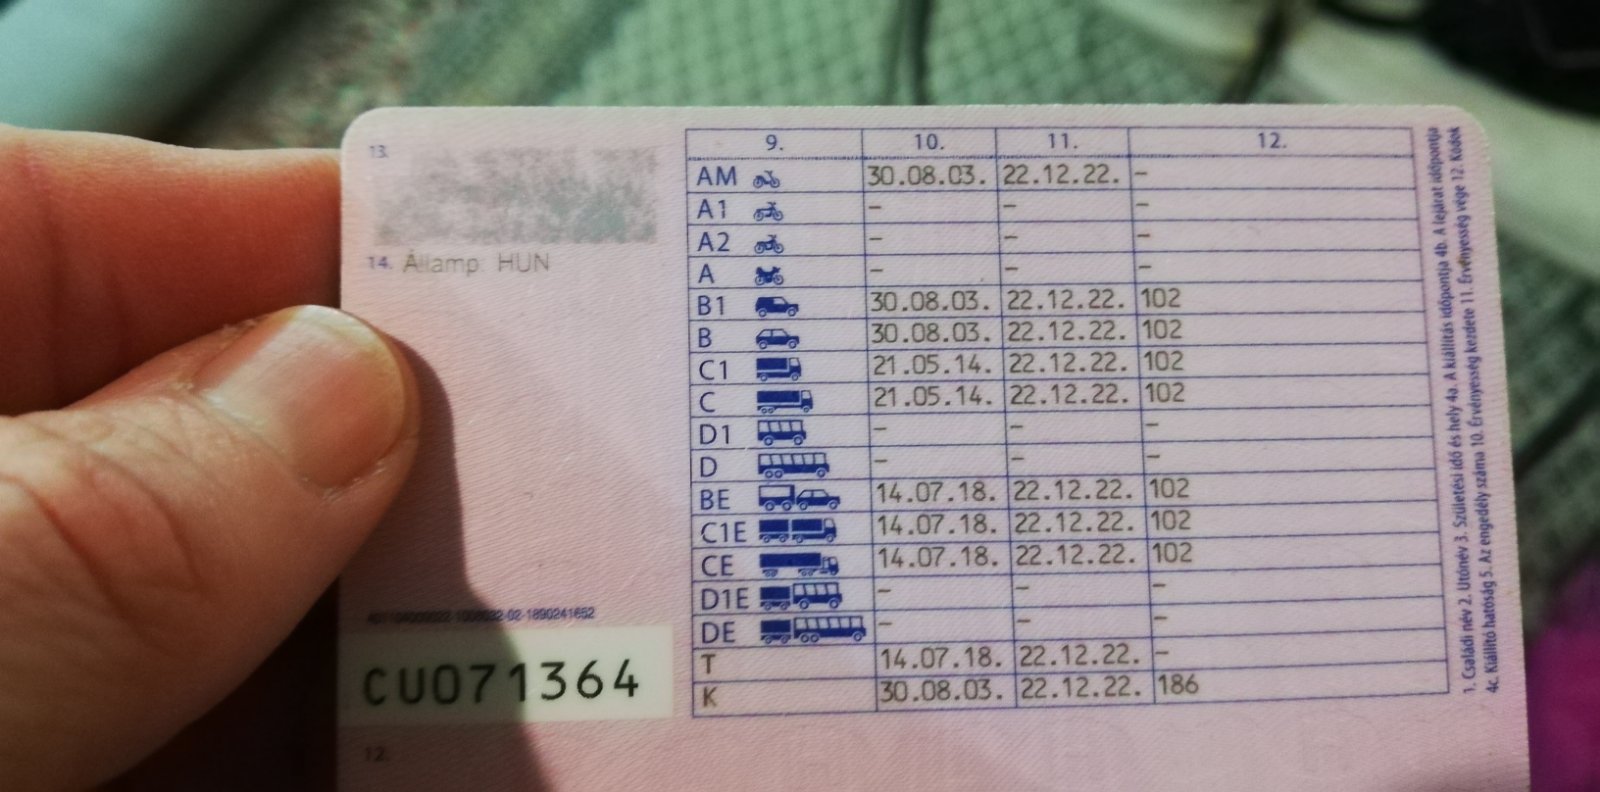 13.
14. Államp: HUN
CU071364
12.
9. 10. 11. 12.
AM 30.08.03. 22.12.22. -
A1 - - -
A2 - - -
A - - -
B1 30.08.03. 22.12.22. 102
B 30.08.03. 22.12.22. 102
C1 21.05.14. 22.12.22. 102
C 21.05.14. 22.12.22. 102
D1 - - -
D - - -
BE 14.07.18. 22.12.22. 102
C1E 14.07.18. 22.12.22. 102
CE 14.07.18. 22.12.22. 102
D1E - - -
DE - - -
T 14.07.18. 22.12.22. -
K 30.08.03. 22.12.22. 186
1. Családi név 2. Utónév 3. Születési idő és hely 4a. A kiállítás időpontja 4b. A lejárat időpontja
4c. Kiállító hatóság 5. Az engedély száma 10. Érvényesség kezdete 11. Érvényesség vége 12. Kódok